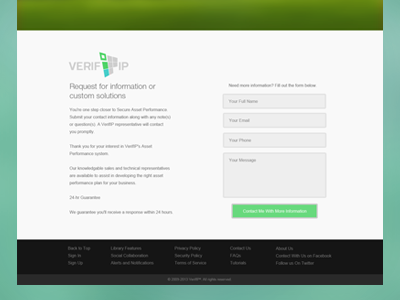 VERIF IP
Request for information or
custom solutions
You're one step closer to Secure Asset Performance.
Submit your contact information along with any note(s)
or question(s). A VerifIP representative will contact
you promptly.
Thank you for your interest in VerifIP's Asset
Performance system.
Our knowledgable sales and technical representatives
are available to assist in developing the right asset
performance plan for your business.
24 hr Guarantee
We guarantee you'll receive a response within 24 hours
Need more information? Fill out the form below
Your Full Name
Your Email
Your Phone
Your Message
Contact Me With More Information
Back to Top
Sign In
Sign Up
Library Features
Social Collaboration
Alerts and Notifications
Privacy Policy
Security Policy
Terms of Service
Contact Us
FAQs
Tutorials
About Us
Contact With Us on Facebook
Follow us On Twitter
VerifIP. All rights reserved